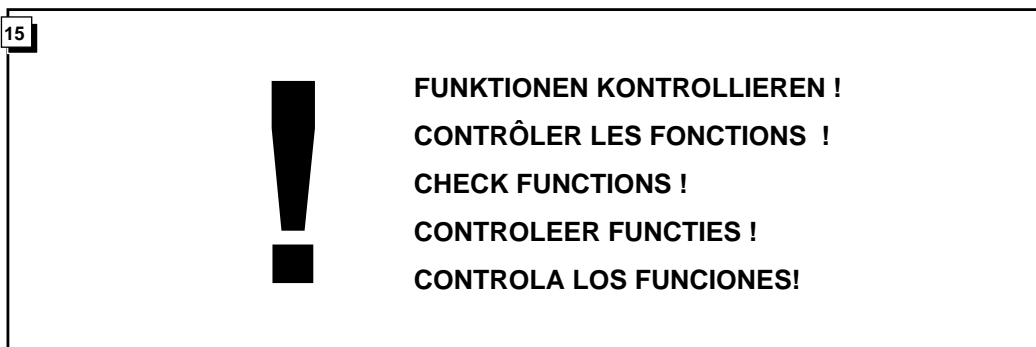 15
!
FUNKTIONEN KONTROLLIEREN !
CONTRÔLER LES FONCTIONS !
CHECK FUNCTIONS !
CONTROLEER FUNCTIES !
CONTROLA LOS FUNCIONES!